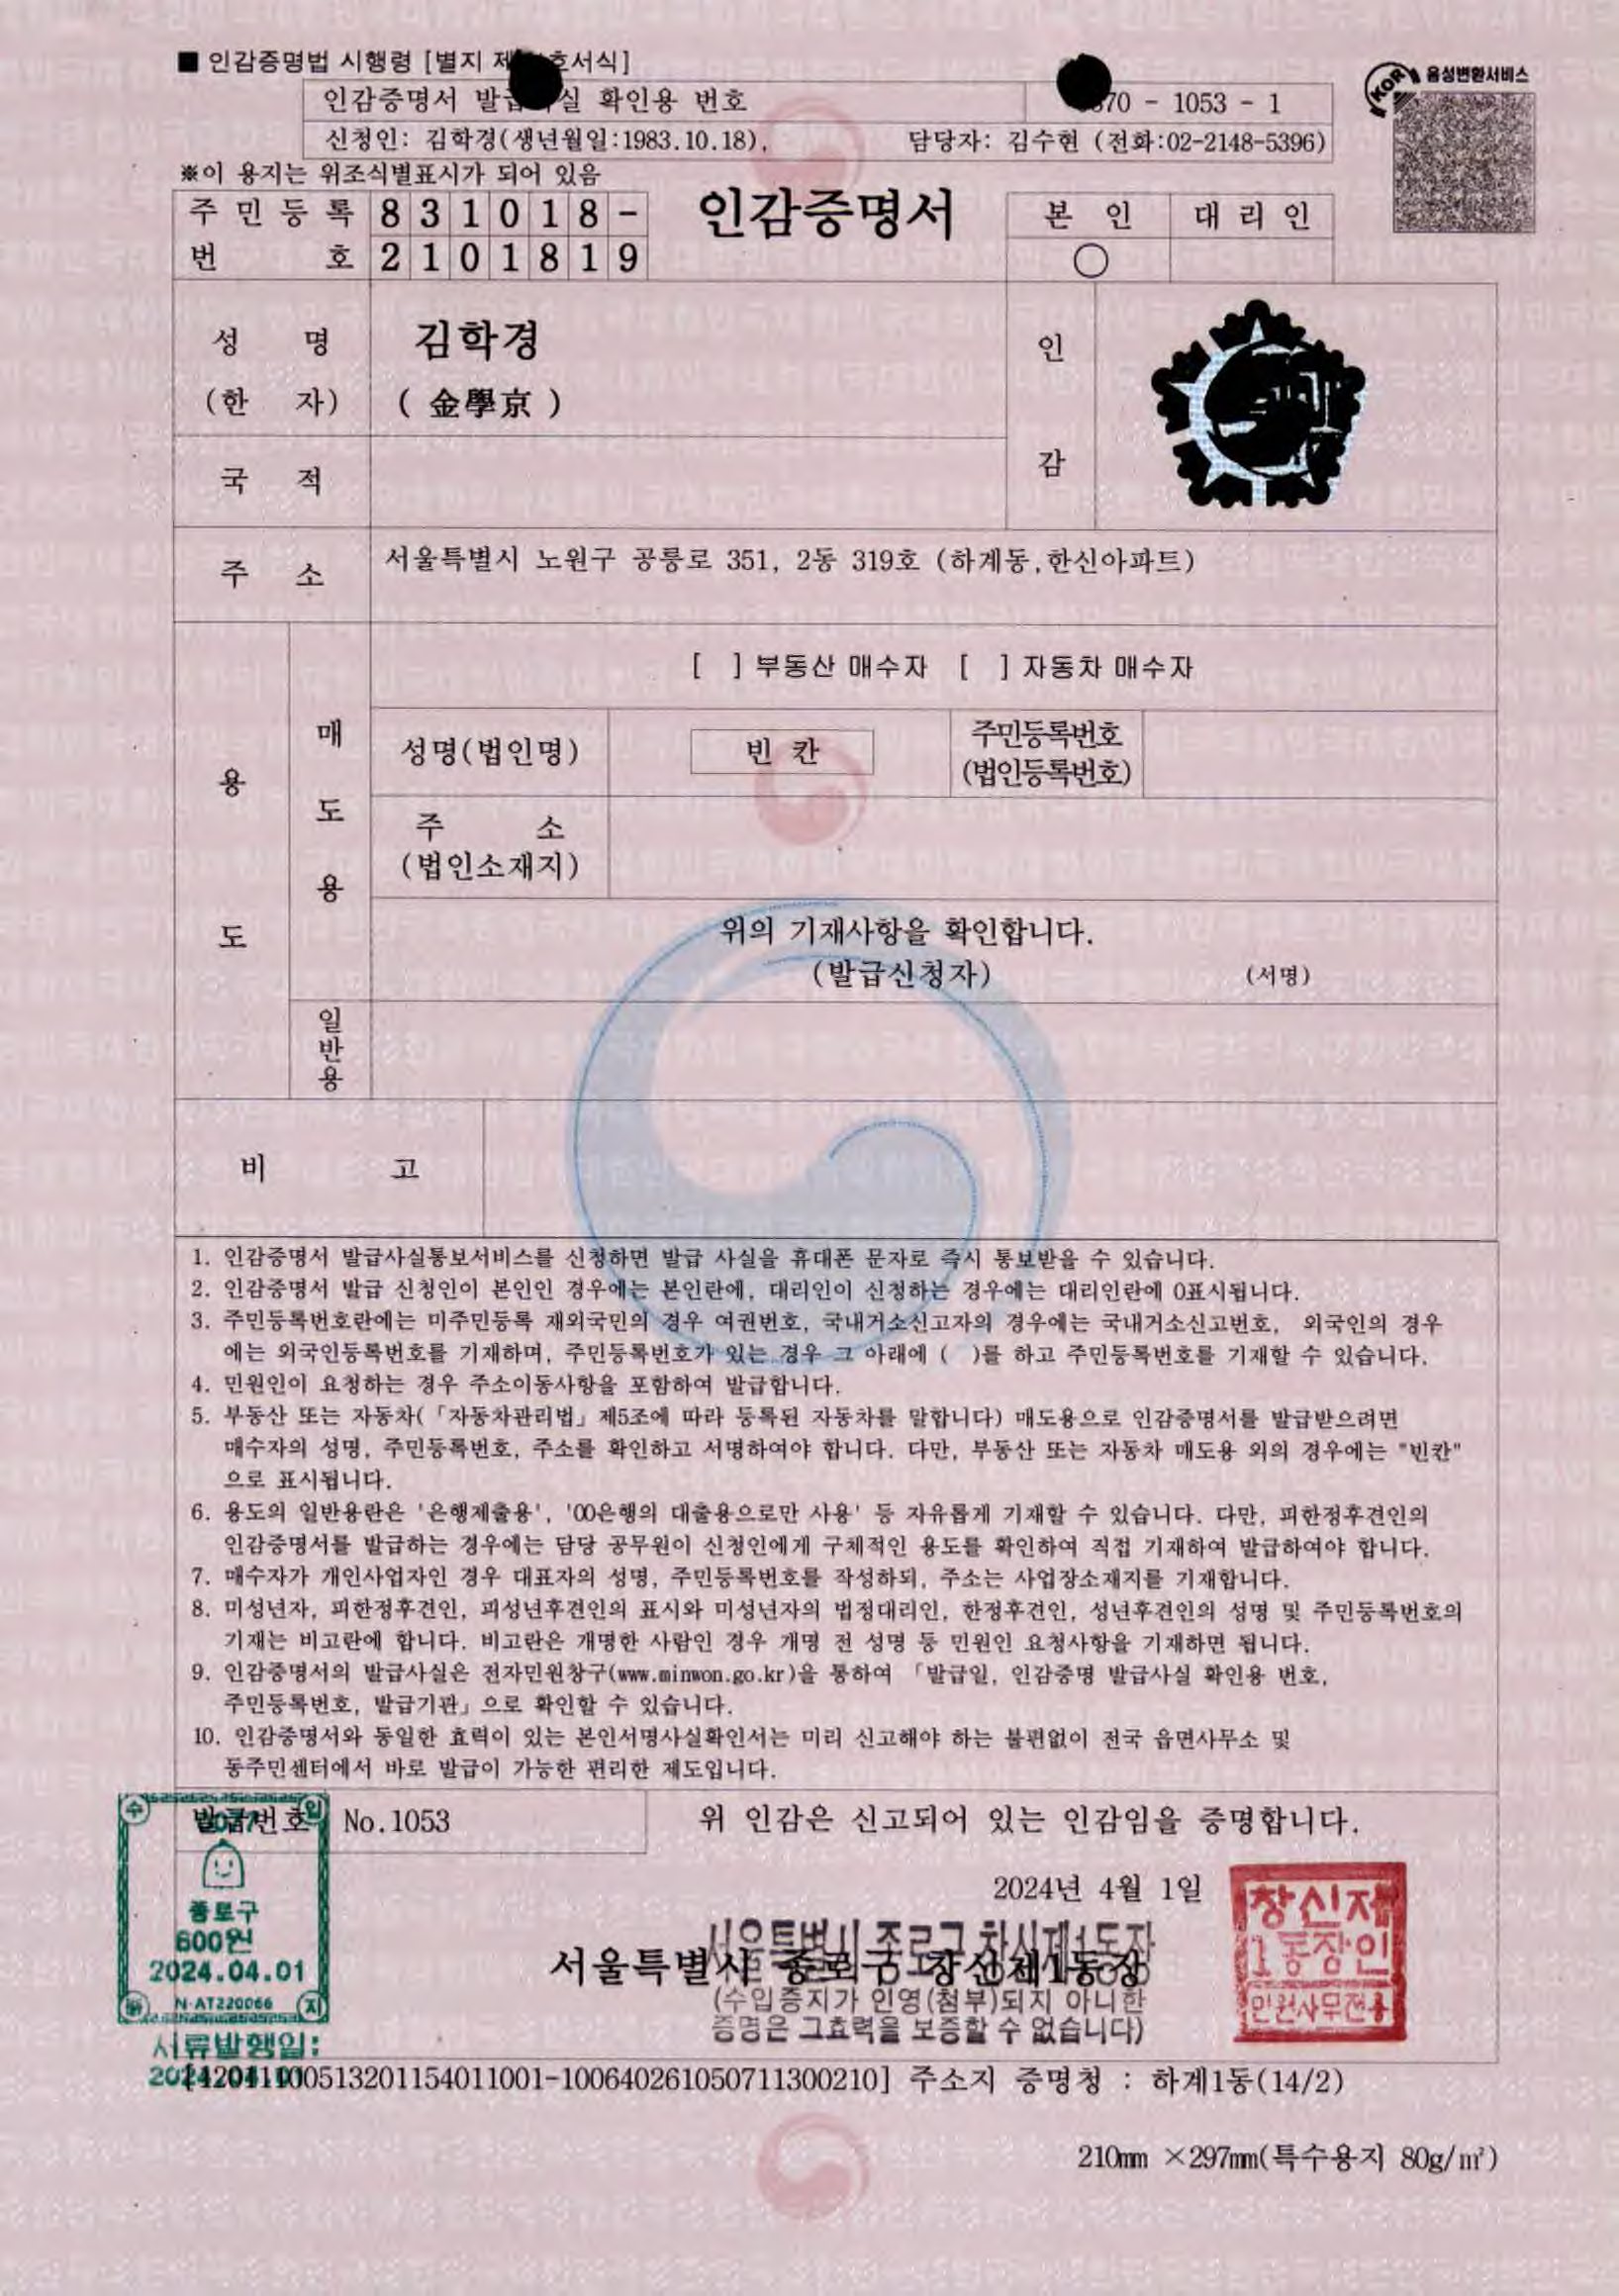 ■ 인감증명법 시행령 [별지 제 호서식]
음성변환서비스
KOR
인감증명서 발급 실 확인용 번호 70 - 1053 - 1
신청인: 김학경(생년월일:1983.10.18), 담당자: 김수현 (전화:02-2148-5396)
※이 용지는 위조식별표시가 되어 있음
주 민 등 록 8 3 1 0 1 8 -
번 호 2 1 0 1 8 1 9
인감증명서
본 인 대 리 인
○
성 명 김학경
(한 자) ( 金學京 )
인 감
국 적
주 소 서울특별시 노원구 공릉로 351, 2동 319호 (하계동,한신아파트)
용 도
매 도 용
[ ] 부동산 매수자 [ ] 자동차 매수자
성명(법인명) 빈 칸 주민등록번호
(법인등록번호)
주 소
(법인소재지)
위의 기재사항을 확인합니다.
(발급신청자) (서명)
일 반 용
비 고
1. 인감증명서 발급사실통보서비스를 신청하면 발급 사실을 휴대폰 문자로 즉시 통보받을 수 있습니다.
2. 인감증명서 발급 신청인이 본인인 경우에는 본인란에, 대리인이 신청하는 경우에는 대리인란에 0표시됩니다.
3. 주민등록번호란에는 미주민등록 재외국민의 경우 여권번호, 국내거소신고자의 경우에는 국내거소신고번호, 외국인의 경우
에는 외국인등록번호를 기재하며, 주민등록번호가 있는 경우 그 아래에 ( )를 하고 주민등록번호를 기재할 수 있습니다.
4. 민원인이 요청하는 경우 주소이동사항을 포함하여 발급합니다.
5. 부동산 또는 자동차(「자동차관리법」 제5조에 따라 등록된 자동차를 말합니다) 매도용으로 인감증명서를 발급받으려면
매수자의 성명, 주민등록번호, 주소를 확인하고 서명하여야 합니다. 다만, 부동산 또는 자동차 매도용 외의 경우에는 "빈칸"
으로 표시됩니다.
6. 용도의 일반용란은 '은행제출용', '00은행의 대출용으로만 사용' 등 자유롭게 기재할 수 있습니다. 다만, 피한정후견인의
인감증명서를 발급하는 경우에는 담당 공무원이 신청인에게 구체적인 용도를 확인하여 직접 기재하여 발급하여야 합니다.
7. 매수자가 개인사업자인 경우 대표자의 성명, 주민등록번호를 작성하되, 주소는 사업장소재지를 기재합니다.
8. 미성년자, 피한정후견인, 피성년후견인의 표시와 미성년자의 법정대리인, 한정후견인, 성년후견인의 성명 및 주민등록번호의
기재는 비고란에 합니다. 비고란은 개명한 사람인 경우 개명 전 성명 등 민원인 요청사항을 기재하면 됩니다.
9. 인감증명서의 발급사실은 전자민원창구(www.minwon.go.kr)을 통하여 「발급일, 인감증명 발급사실 확인용 번호,
주민등록번호, 발급기관」으로 확인할 수 있습니다.
10. 인감증명서와 동일한 효력이 있는 본인서명사실확인서는 미리 신고해야 하는 불편없이 전국 읍면사무소 및
동주민센터에서 바로 발급이 가능한 편리한 제도입니다.
발급번호 No.1053 위 인감은 신고되어 있는 인감임을 증명합니다.
수 입
종로구
600원
2024.04.01
N-AT220066
지
서류발행일:
2024년 4월 1일
서울특별시 종로구 창신제1동장
서울특별시 종로구 창신제1동장
(수입증지가 인영(첨부)되지 아니한
증명은 그효력을 보증할 수 없습니다)
창신제
1동장인
민원사무전용
0513201154011001-100640261050711300210] 주소지 증명청 : 하계1동(14/2)
210mm ×297mm(특수용지 80g/㎡)